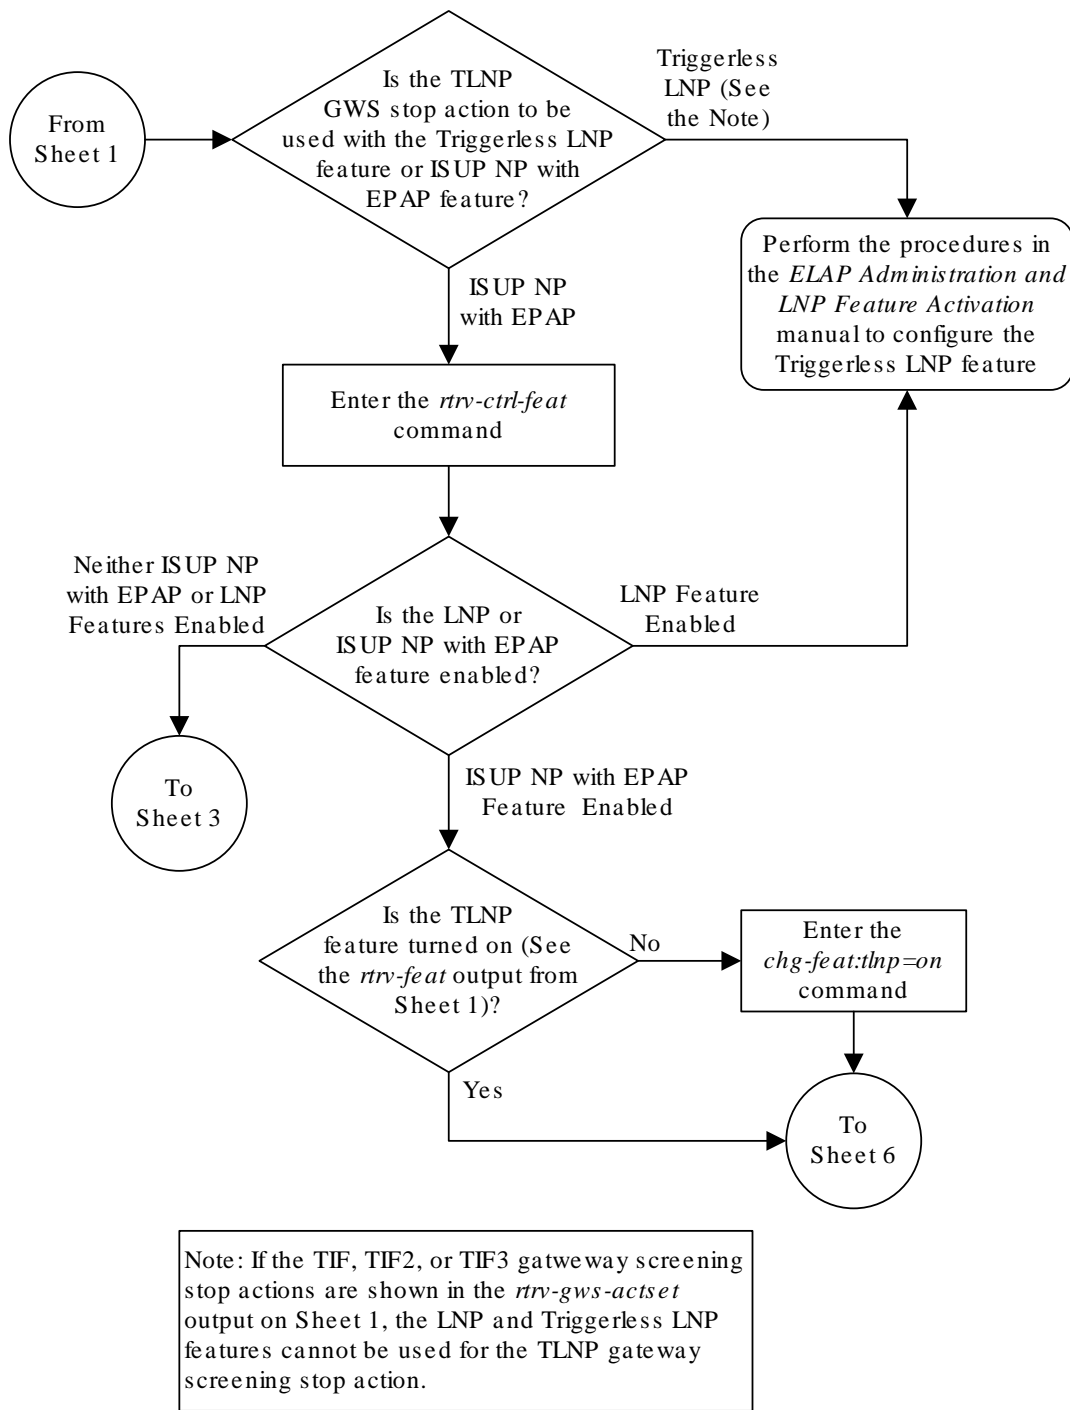 From
Sheet 1
Is the TLNP
GWS stop action to be
used with the Triggerless LNP
feature or ISUP NP with
EPAP feature?
Triggerless
LNP (See
the Note)
Perform the procedures in
the ELAP Administration and
LNP Feature Activation
manual to configure the
Triggerless LNP feature
ISUP NP
with EPAP
Enter the rtrv-ctrl-feat
command
Neither ISUP NP
with EPAP or LNP
Features Enabled
Is the LNP or
ISUP NP with EPAP
feature enabled?
LNP Feature
Enabled
To
Sheet 3
ISUP NP with EPAP
Feature Enabled
Is the TLNP
feature turned on (See
the rtrv-feat output from
Sheet 1)?
No
Enter the
chg-feat:tlnp=on
command
Yes
To
Sheet 6
Note: If the TIF, TIF2, or TIF3 gatweway screening
stop actions are shown in the rtrv-gws-actset
output on Sheet 1, the LNP and Triggerless LNP
features cannot be used for the TLNP gateway
screening stop action.